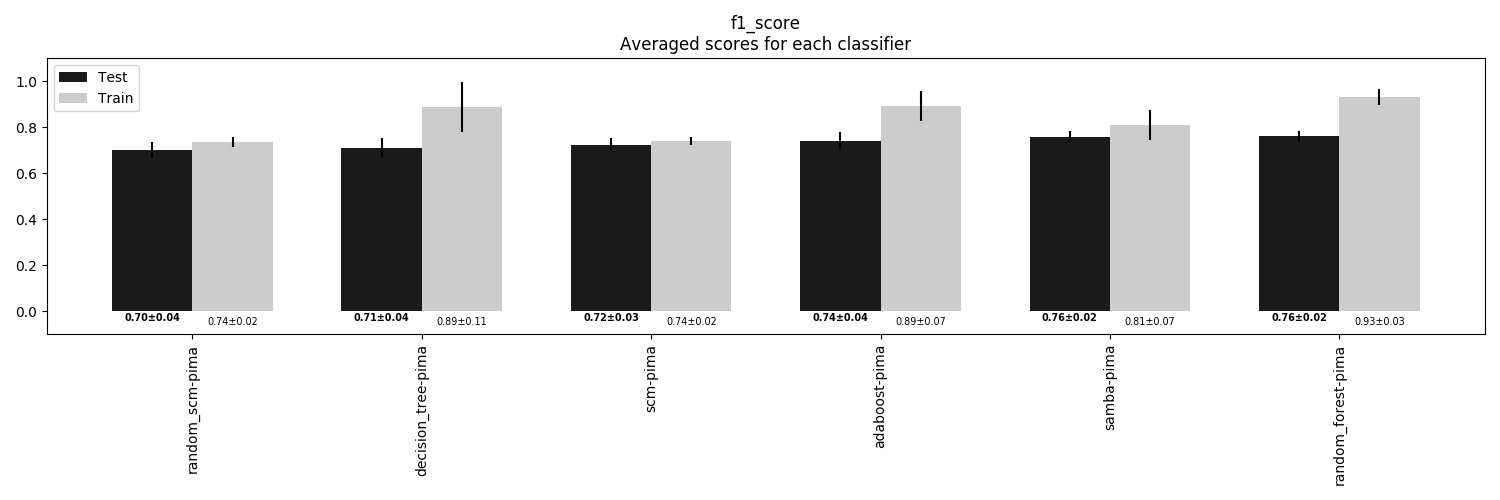 f1_score
Averaged scores for each classifier
Test
Train
1.0
0.8
0.6
0.4
0.2
0.0
0.70±0.04 0.74±0.02 0.71±0.04 0.89±0.11 0.72±0.03 0.74±0.02 0.74±0.04 0.89±0.07 0.76±0.02 0.81±0.07 0.76±0.02 0.93±0.03
random_scm-pima
decision_tree-pima
scm-pima
adaboost-pima
samba-pima
random_forest-pima